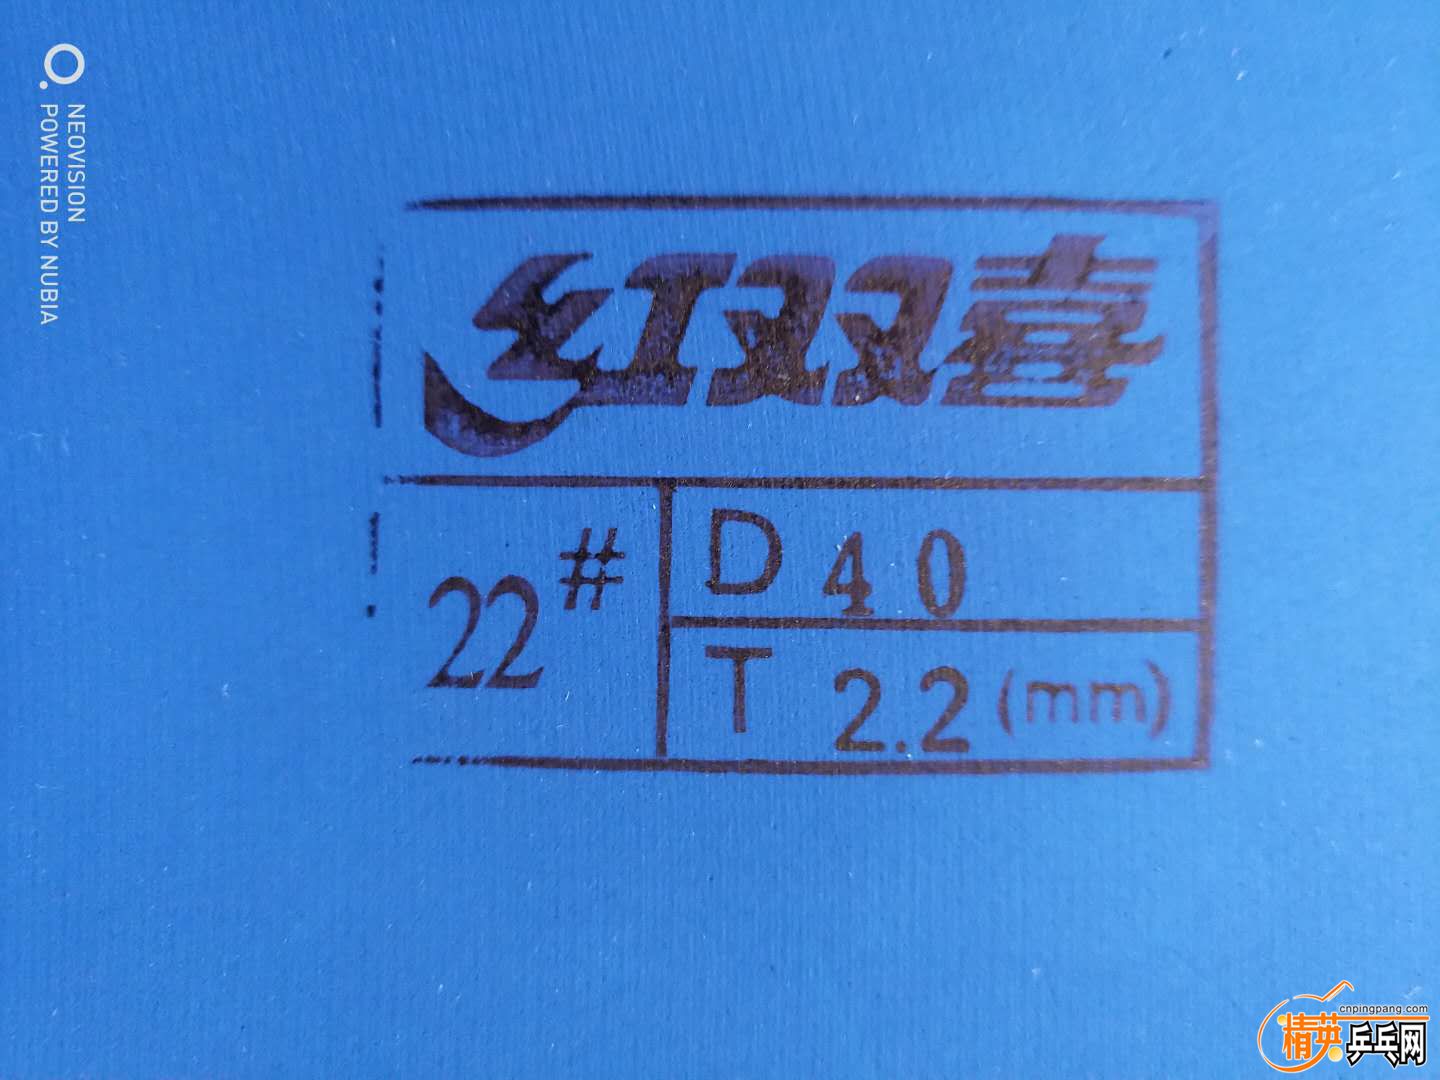 NEOVISION
POWERED BY NUBIA
红双喜
22#
D 40
T 2.2 (mm)
cnpingpang.com
精英乒乓网